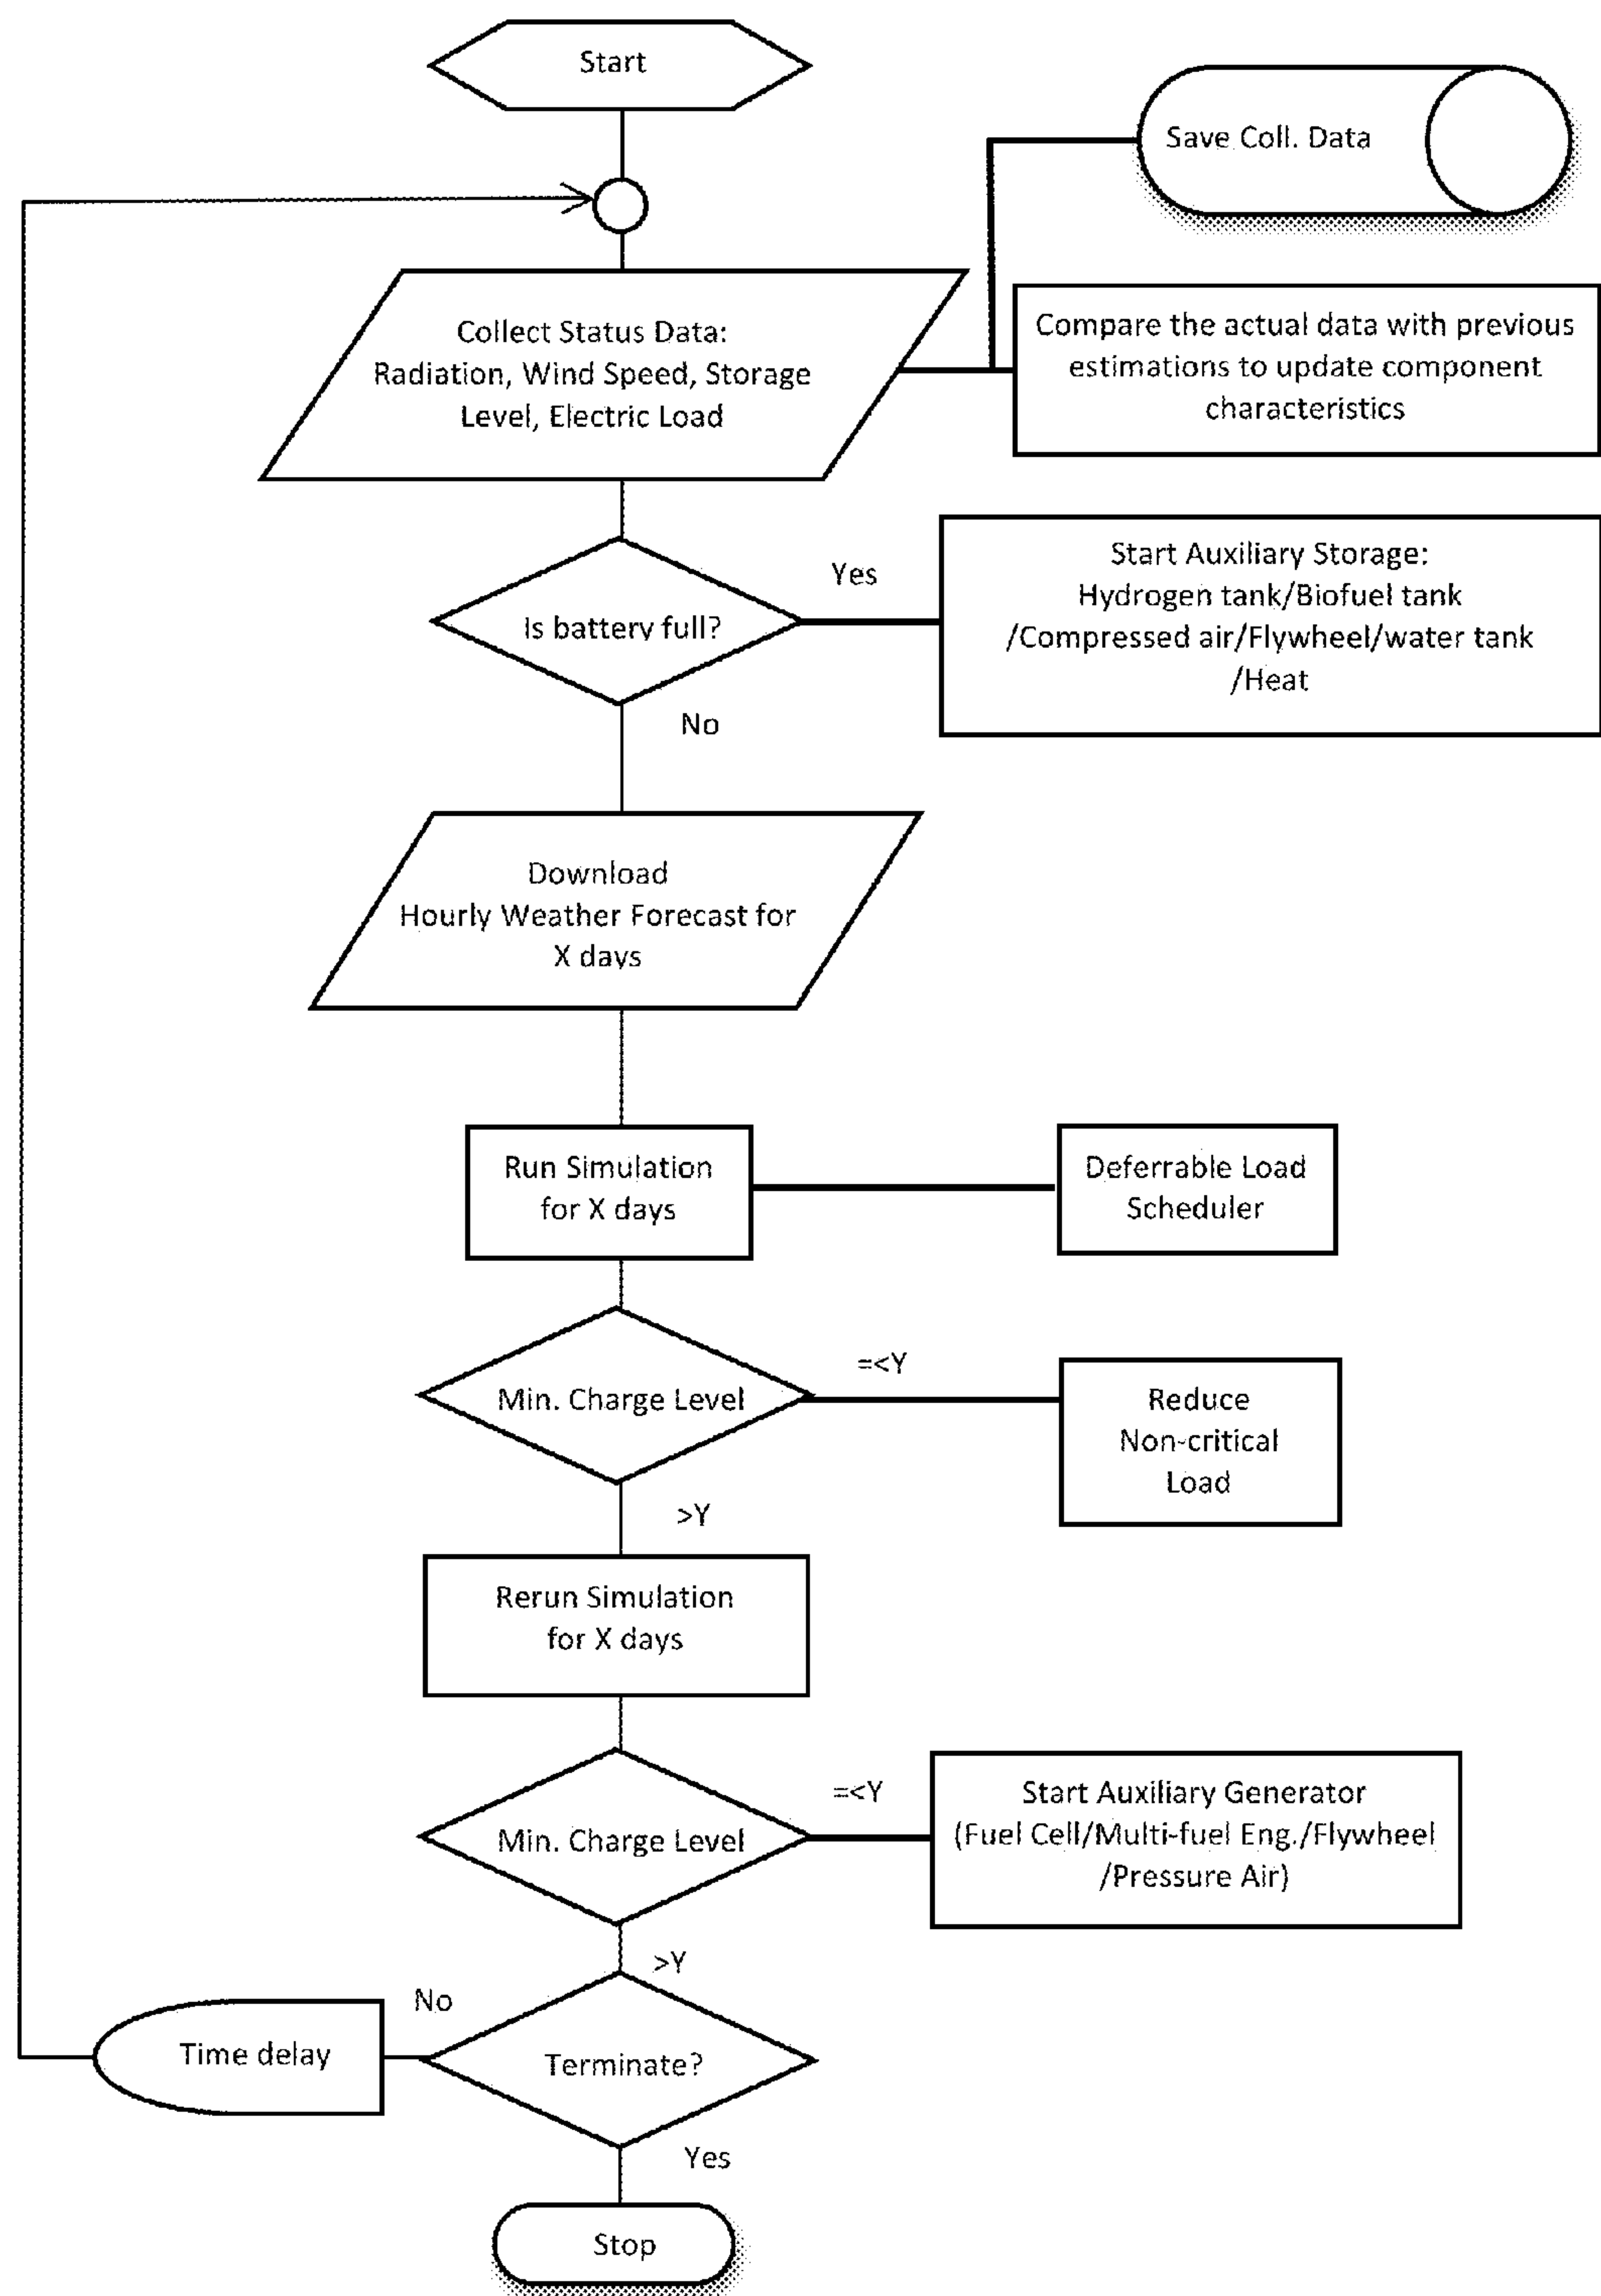 Start
Save Coll. Data
Collect Status Data:
Radiation, Wind Speed, Storage
Level, Electric Load
Compare the actual data with previous
estimations to update component
characteristics
Is battery full?
Yes
No
Start Auxiliary Storage:
Hydrogen tank/Biofuel tank
/Compressed air/Flywheel/water tank
/Heat
Download
Hourly Weather Forecast for
X days
Run Simulation
for X days
Deferrable Load
Scheduler
Min. Charge Level
=<Y
>Y
Reduce
Non-critical
Load
Rerun Simulation
for X days
Min. Charge Level
=<Y
>Y
Start Auxiliary Generator
(Fuel Cell/Multi-fuel Eng./Flywheel
/Pressure Air)
Terminate?
No
Time delay
Yes
Stop